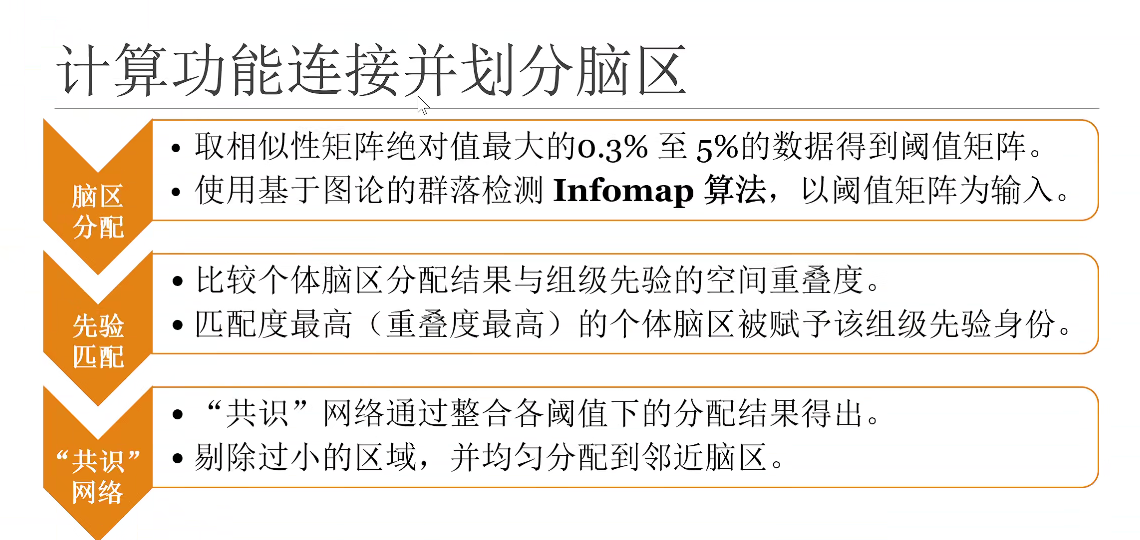 计算功能连接并划分脑区
脑区
分配
• 取相似性矩阵绝对值最大的0.3% 至 5%的数据得到阈值矩阵。
• 使用基于图论的群落检测 Infomap 算法，以阈值矩阵为输入。
先验
匹配
• 比较个体脑区分配结果与组级先验的空间重叠度。
• 匹配度最高（重叠度最高）的个体脑区被赋予该组级先验身份。
“共识”
网络
• “共识”网络通过整合各阈值下的分配结果得出。
• 剔除过小的区域，并均匀分配到邻近脑区。